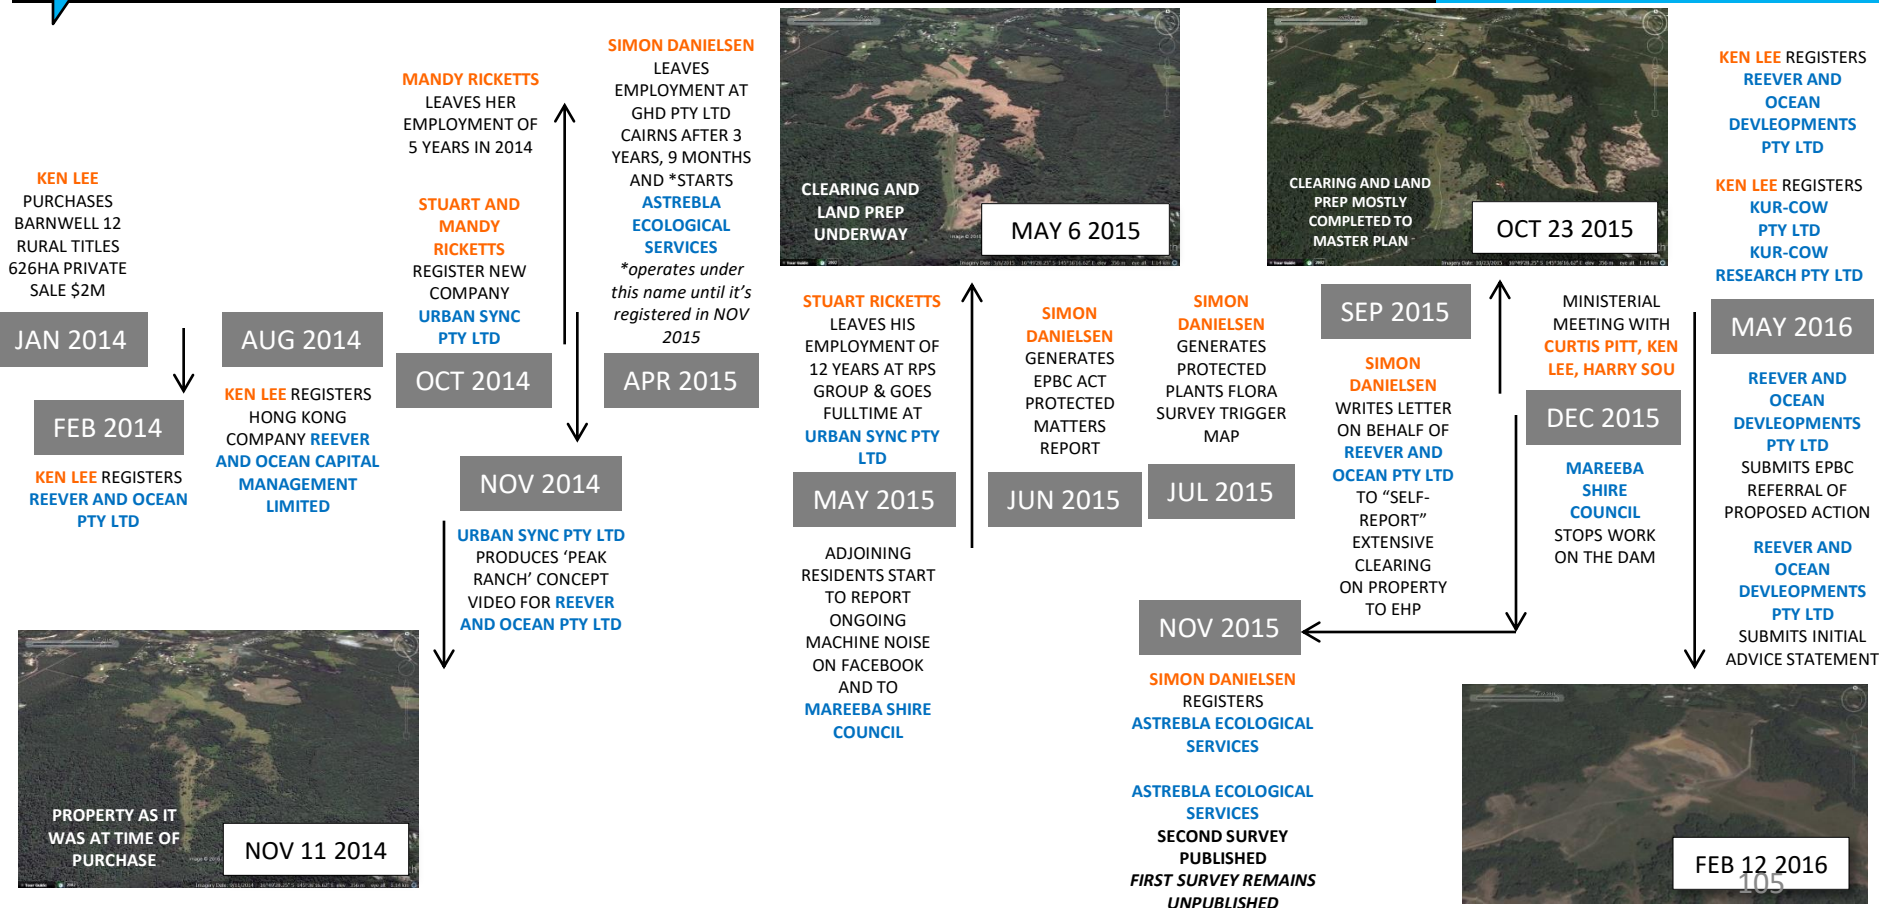 KEN LEE
PURCHASES
BARNWELL 12
RURAL TITLES
626HA PRIVATE
SALE $2M
JAN 2014
FEB 2014
KEN LEE REGISTERS
REEVER AND OCEAN
PTY LTD
AUG 2014
KEN LEE REGISTERS
HONG KONG
COMPANY REEVER
AND OCEAN CAPITAL
MANAGEMENT
LIMITED
MANDY RICKETTS
LEAVES HER
EMPLOYMENT OF
5 YEARS IN 2014
STUART AND
MANDY
RICKETTS
REGISTER NEW
COMPANY
URBAN SYNC
PTY LTD
OCT 2014
NOV 2014
URBAN SYNC PTY LTD
PRODUCES ‘PEAK
RANCH’ CONCEPT
VIDEO FOR REEVER
AND OCEAN PTY LTD
PROPERTY AS IT
WAS AT TIME OF
PURCHASE
NOV 11 2014
SIMON DANIELSEN
LEAVES
EMPLOYMENT AT
GHD PTY LTD
CAIRNS AFTER 3
YEARS, 9 MONTHS
AND *STARTS
ASTREBLA
ECOLOGICAL
SERVICES
*operates under
this name until it’s
registered in NOV
2015
APR 2015
CLEARING AND
LAND PREP
UNDERWAY
MAY 6 2015
STUART RICKETTS
LEAVES HIS
EMPLOYMENT OF
12 YEARS AT RPS
GROUP & GOES
FULLTIME AT
URBAN SYNC PTY
LTD
MAY 2015
ADJOINING
RESIDENTS START
TO REPORT
ONGOING
MACHINE NOISE
ON FACEBOOK
AND TO
MAREEBA SHIRE
COUNCIL
SIMON
DANIELSEN
GENERATES
EPBC ACT
PROTECTED
MATTERS
REPORT
JUN 2015
SIMON
DANIELSEN
GENERATES
PROTECTED
PLANTS FLORA
SURVEY TRIGGER
MAP
JUL 2015
CLEARING AND LAND
PREP MOSTLY
COMPLETED TO
MASTER PLAN
OCT 23 2015
SEP 2015
SIMON
DANIELSEN
WRITES LETTER
ON BEHALF OF
REEVER AND
OCEAN PTY LTD
TO “SELF-
REPORT”
EXTENSIVE
CLEARING
ON PROPERTY
TO EHP
NOV 2015
SIMON DANIELSEN
REGISTERS
ASTREBLA ECOLOGICAL
SERVICES
ASTREBLA ECOLOGICAL
SERVICES
SECOND SURVEY
PUBLISHED
FIRST SURVEY REMAINS
UNPUBLISHED
MINISTERIAL
MEETING WITH
CURTIS PITT, KEN
LEE, HARRY SOU
DEC 2015
MAREEBA
SHIRE
COUNCIL
STOPS WORK
ON THE DAM
KEN LEE REGISTERS
REEVER AND
OCEAN
DEVLEOPMENTS
PTY LTD
KEN LEE REGISTERS
KUR-COW
PTY LTD
KUR-COW
RESEARCH PTY LTD
MAY 2016
REEVER AND
OCEAN
DEVLEOPMENTS
PTY LTD
SUBMITS EPBC
REFERRAL OF
PROPOSED ACTION
REEVER AND
OCEAN
DEVLEOPMENTS
PTY LTD
SUBMITS INITIAL
ADVICE STATEMENT
FEB 12 2016
105